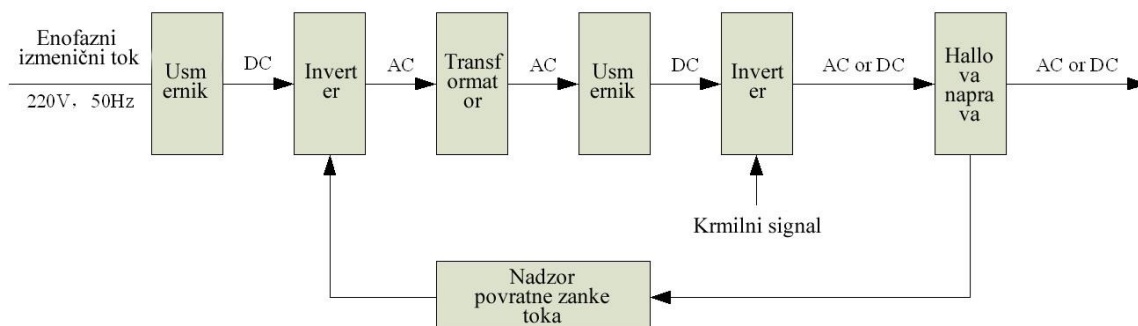 Enofazni
izmenični tok
220V, 50Hz
Usm
ernik
DC
Invert
er
AC
Transf
ormat
or
AC
Usm
ernik
DC
Invert
er
AC or DC
Hallo
va
napra
va
AC or DC
Krmilni signal
Nadzor
povratne zanke
toka